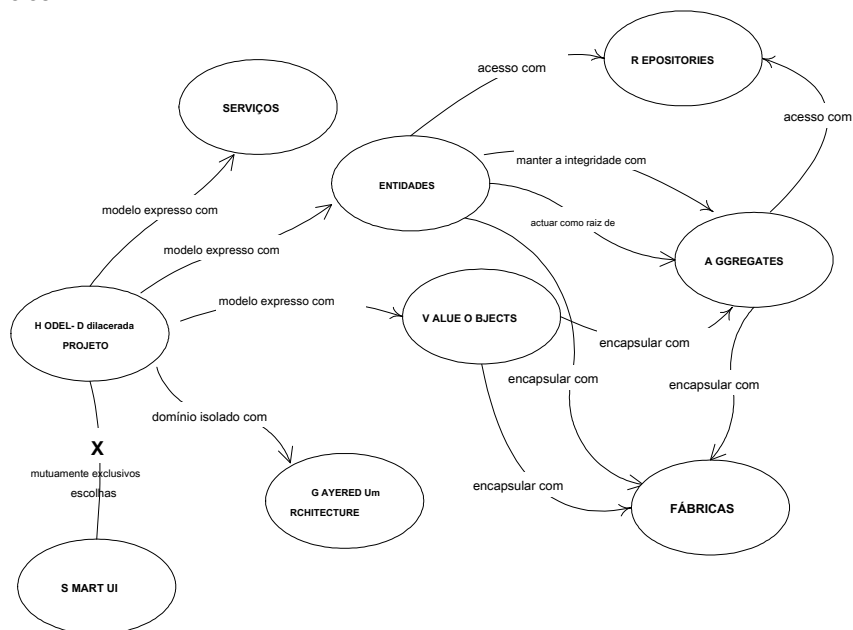 R EPOSITORIES
acesso com
SERVIÇOS
acesso com
manter a integridade com
ENTIDADES
modelo expresso com
actuar como raiz de
modelo expresso com
A GGREGATES
modelo expresso com
V ALUE O BJECTS
H ODEL- D dilacerada
PROJETO
encapsular com
encapsular com
encapsular com
domínio isolado com
X
mutuamente exclusivos
escolhas
encapsular com
G AYERED Um
RCHITECTURE
FÁBRICAS
S MART UI